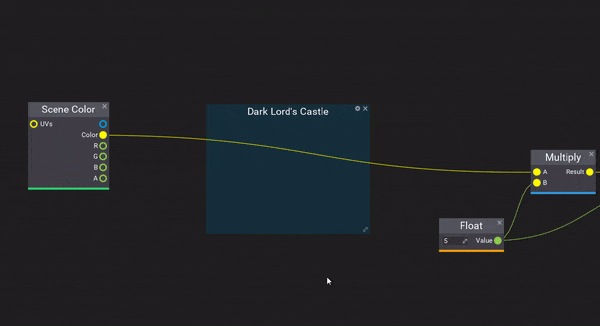 Scene Color
UVs
Color
R
G
B
A
Dark Lord's Castle
Multiply
A Result
B
Float
5 Value